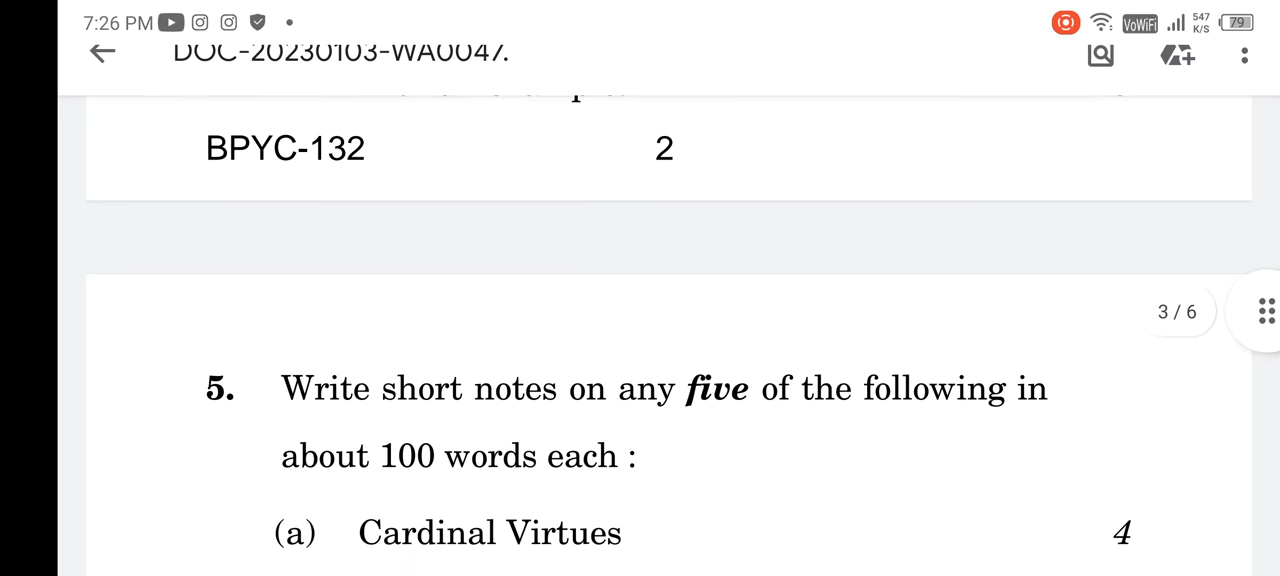 7:26 PM
VoWiFi 547 K/S 79
DOC-20230103-WA0047.
BPYC-132 2
3 / 6
5. Write short notes on any five of the following in
about 100 words each :
(a) Cardinal Virtues 4